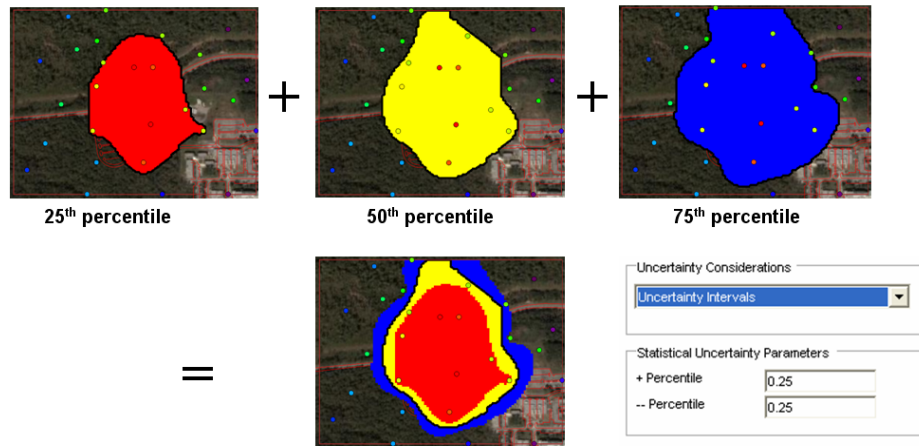 +
+
25th percentile
50th percentile
75th percentile
=
Uncertainty Considerations
Uncertainty Intervals
Statistical Uncertainty Parameters
+ Percentile 0.25
-- Percentile 0.25